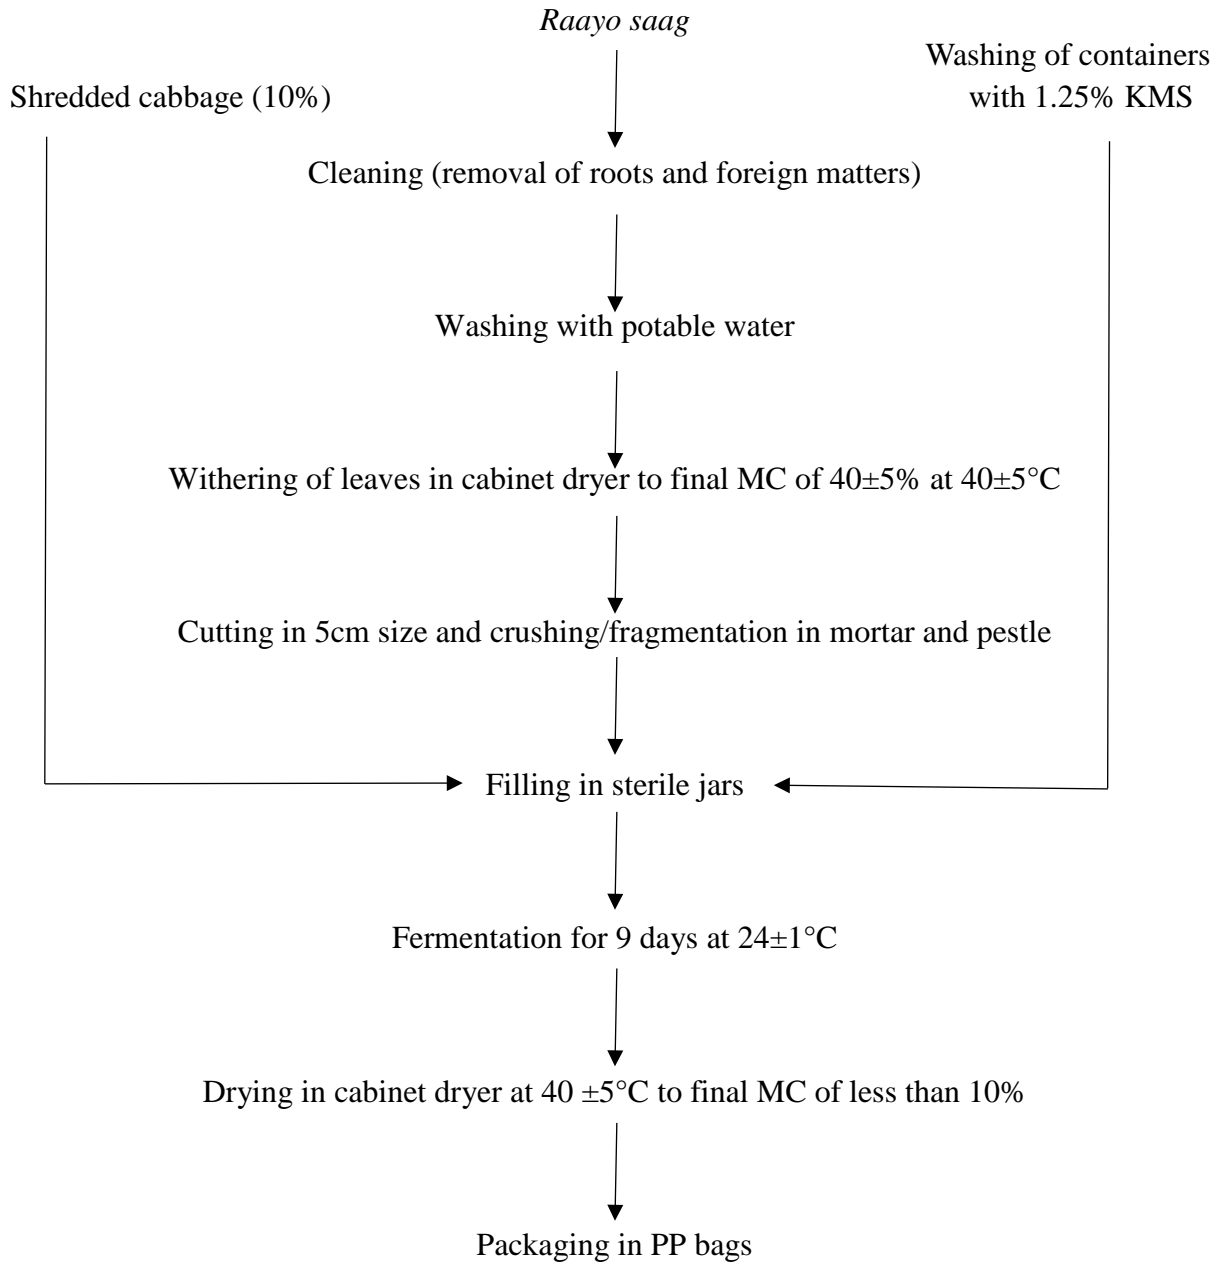 Raayo saag
Washing of containers
with 1.25% KMS
Shredded cabbage (10%)
Cleaning (removal of roots and foreign matters)
Washing with potable water
Withering of leaves in cabinet dryer to final MC of 40±5% at 40±5°C
Cutting in 5cm size and crushing/fragmentation in mortar and pestle
Filling in sterile jars
Fermentation for 9 days at 24±1°C
Drying in cabinet dryer at 40 ±5°C to final MC of less than 10%
Packaging in PP bags